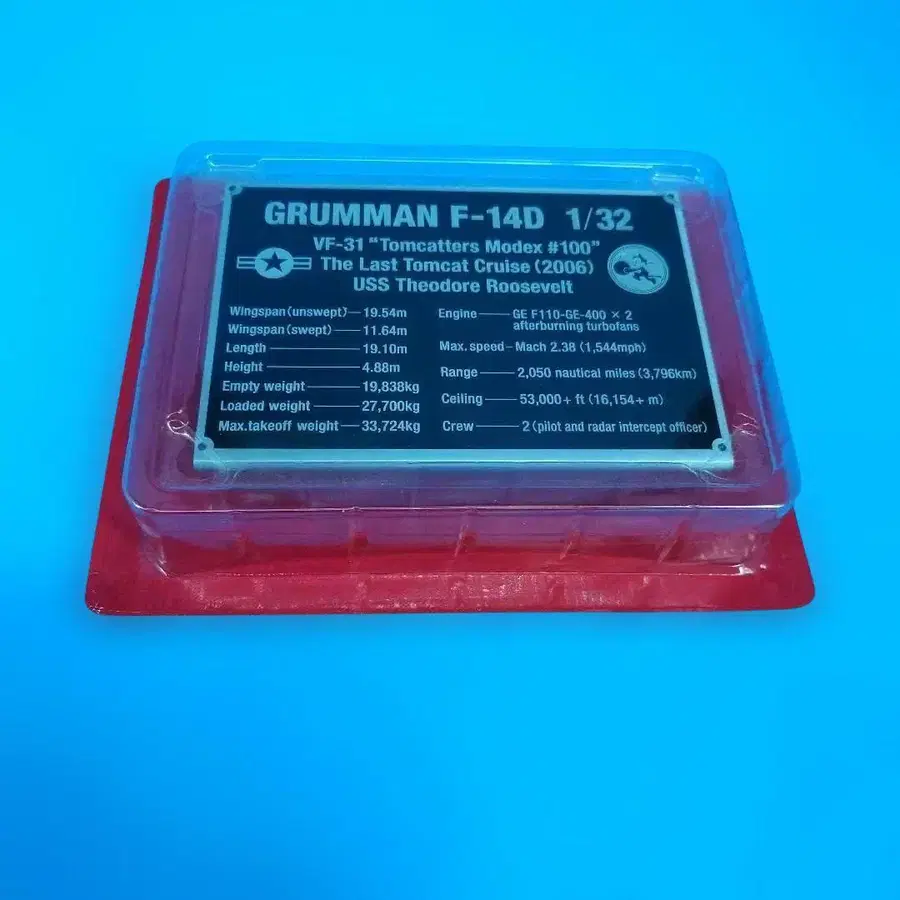 GRUMMAN F-14D 1/32
VF-31 "Tomcatters Modex #100"
The Last Tomcat Cruise (2006)
USS Theodore Roosevelt
Wingspan (unswept) — 19.54m
Wingspan (swept) — 11.64m
Length — 19.10m
Height — 4.88m
Empty weight — 19,838kg
Loaded weight — 27,700kg
Max. takeoff weight — 33,724kg
Engine — GE F110-GE-400 × 2
afterburning turbofans
Max. speed – Mach 2.38 (1,544mph)
Range — 2,050 nautical miles (3,796km)
Ceiling — 53,000+ ft (16,154+ m)
Crew — 2 (pilot and radar intercept officer)